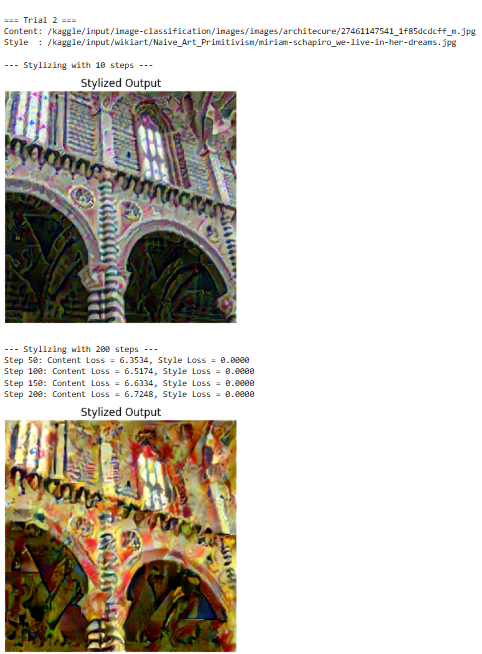 === Trial 2 ===
Content: /kaggle/input/image-classification/images/images/architecure/27461147541_1f85dcdcff_m.jpg
Style  : /kaggle/input/wikiart/Naive_Art_Primitivism/miriam-schapiro_we-live-in-her-dreams.jpg
--- Stylizing with 10 steps ---
Stylized Output
--- Stylizing with 200 steps ---
Step 50: Content Loss = 6.3534, Style Loss = 0.0000
Step 100: Content Loss = 6.5174, Style Loss = 0.0000
Step 150: Content Loss = 6.6334, Style Loss = 0.0000
Step 200: Content Loss = 6.7248, Style Loss = 0.0000
Stylized Output